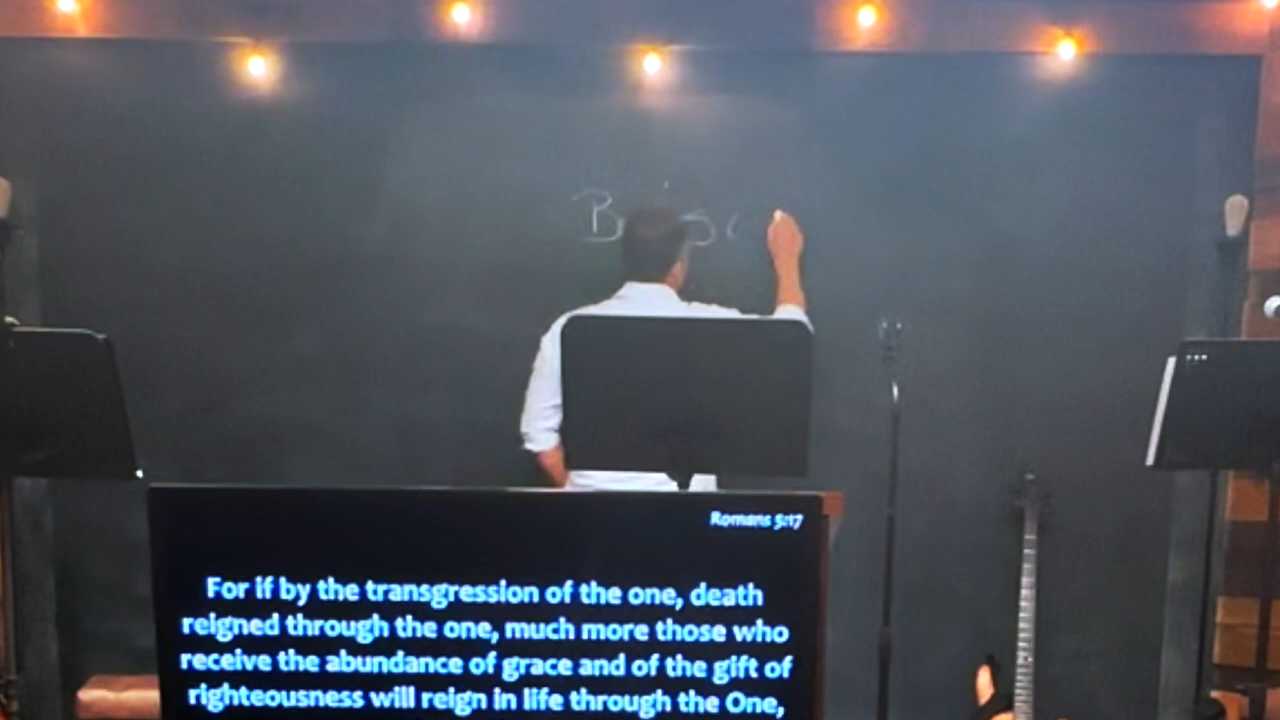 Romans 5:17
For if by the transgression of the one, death
reigned through the one, much more those who
receive the abundance of grace and of the gift of
righteousness will reign in life through the One,